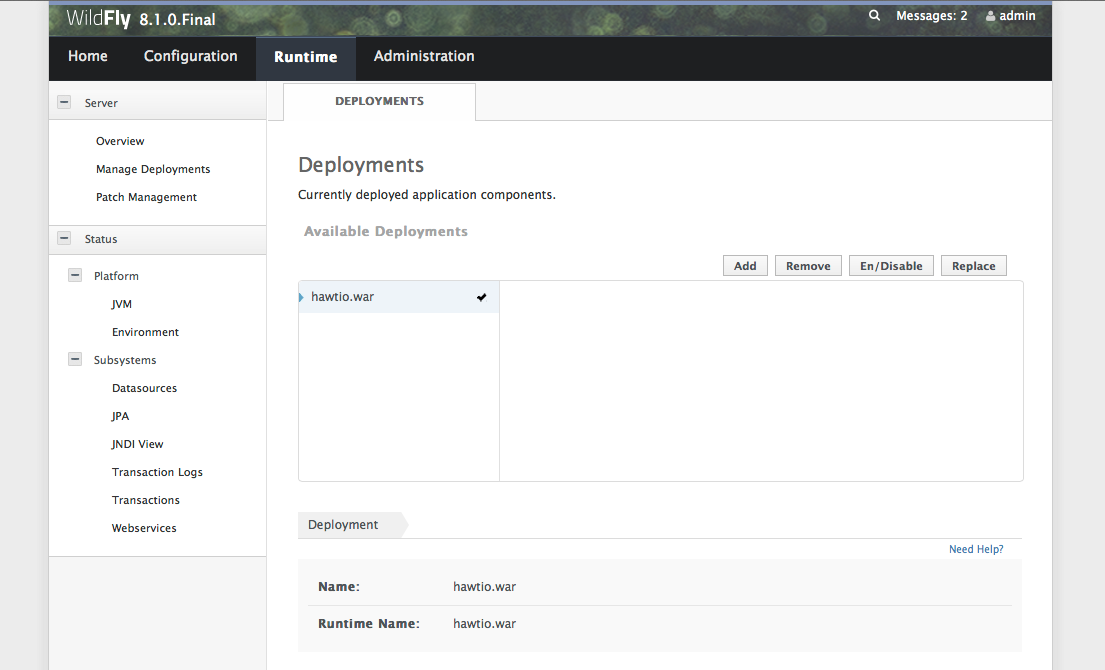 WildFly 8.1.0.Final
Messages: 2
admin
Home
Configuration
Runtime
Administration
Server
Overview
Manage Deployments
Patch Management
Status
Platform
JVM
Environment
Subsystems
Datasources
JPA
JNDI View
Transaction Logs
Transactions
Webservices
DEPLOYMENTS
Deployments
Currently deployed application components.
Available Deployments
Add
Remove
En/Disable
Replace
hawtio.war
Deployment
Need Help?
Name: hawtio.war
Runtime Name: hawtio.war